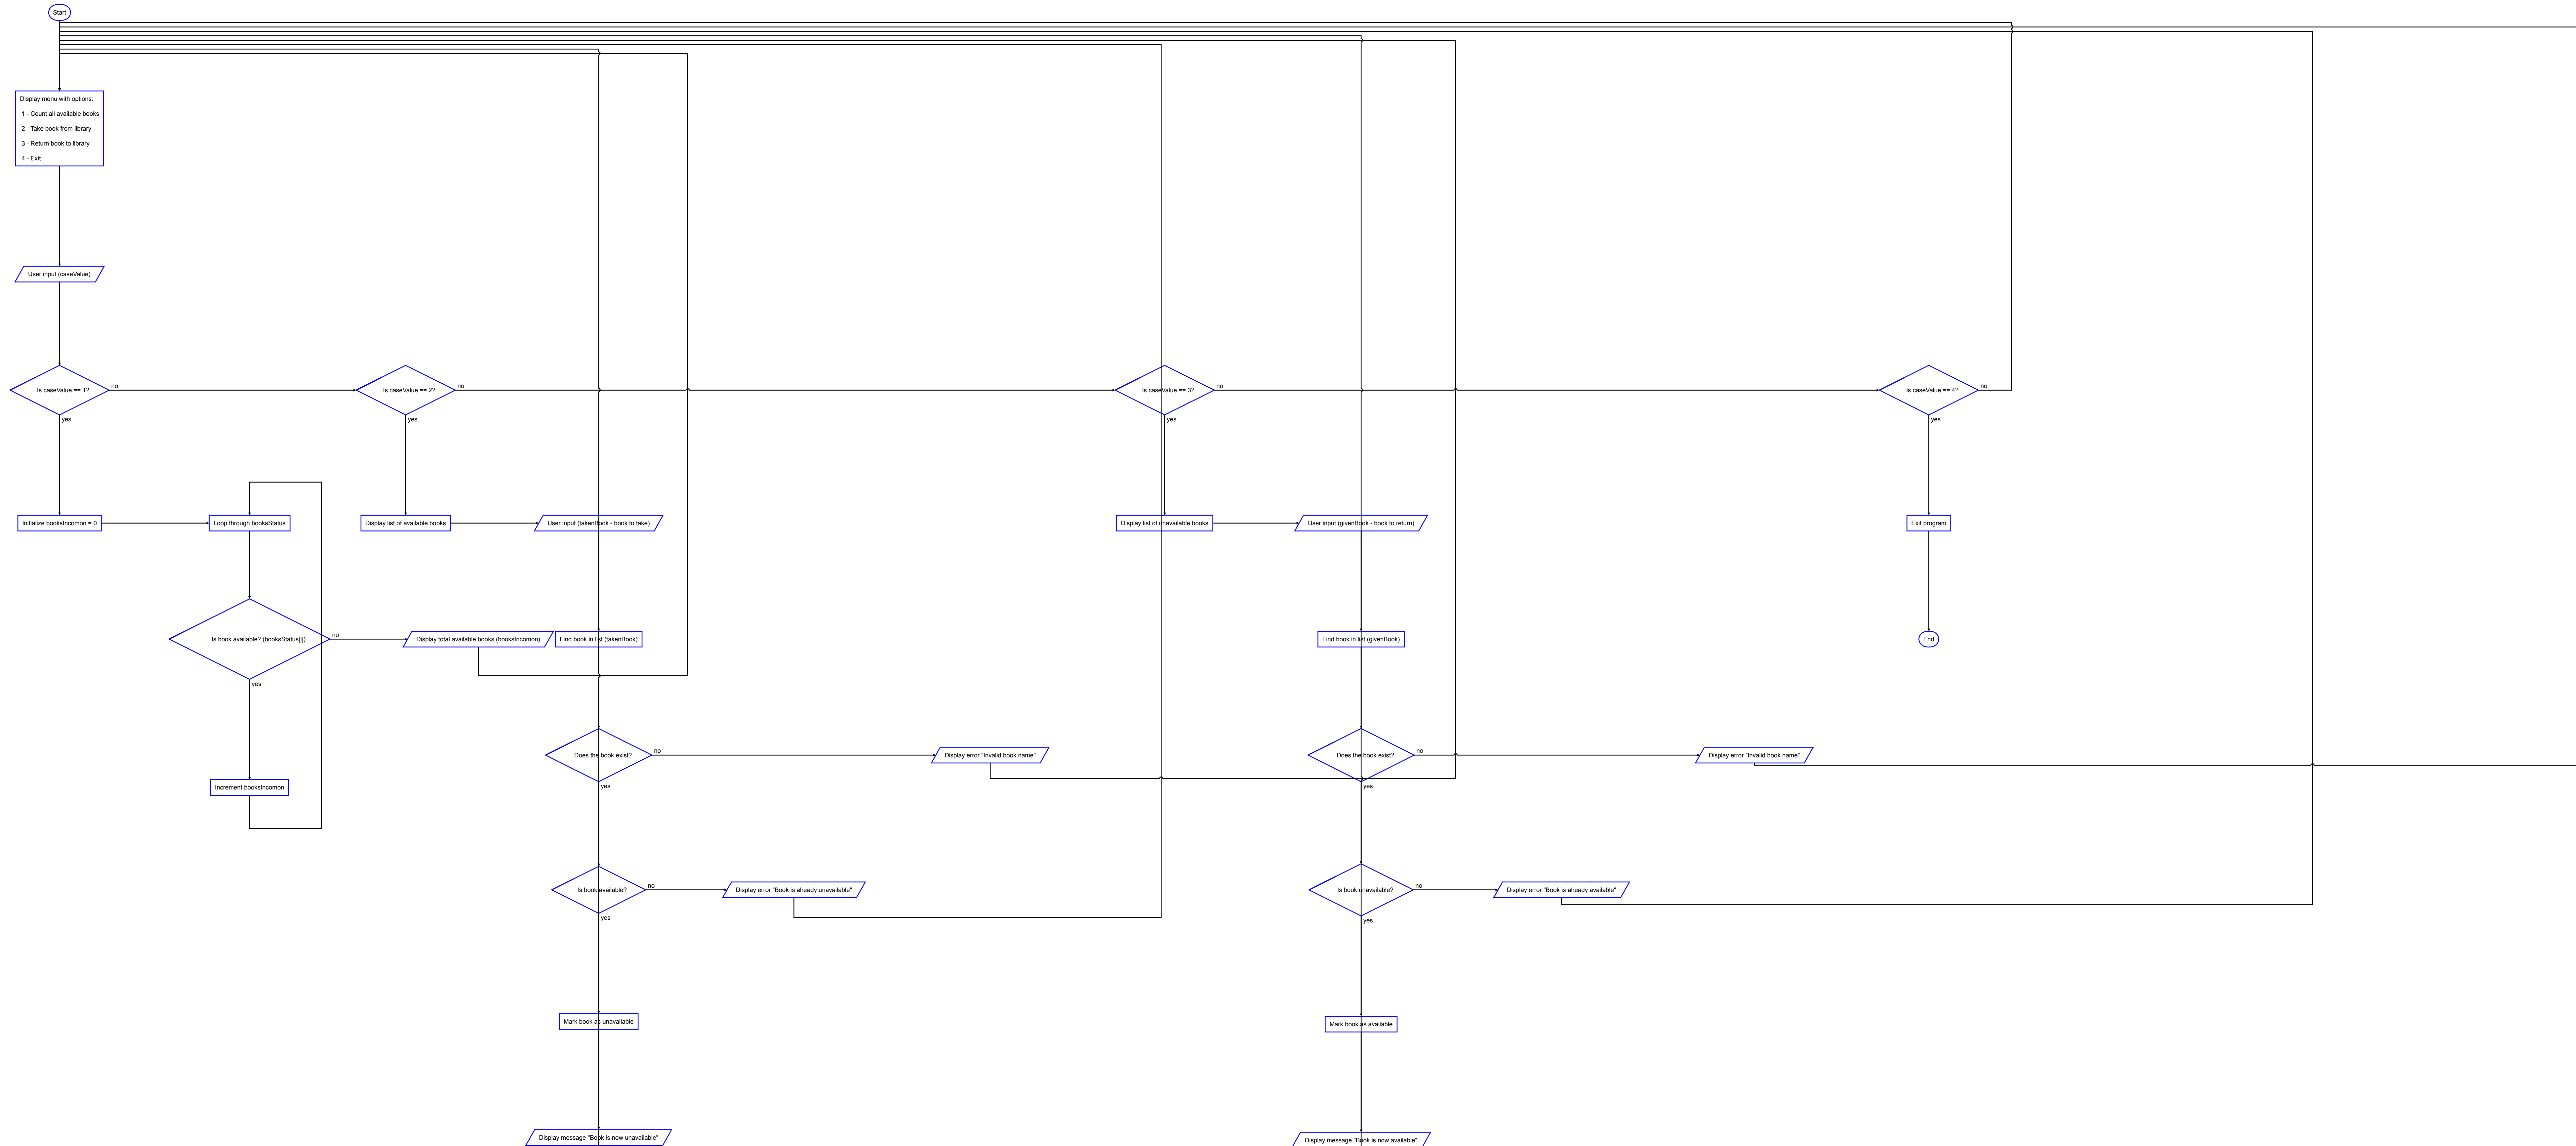 Start
Display menu with options:
1 - Count all available books
2 - Take book from library
3 - Return book to library
4 - Exit
User input (caseValue)
Is caseValue == 1?
no
Is caseValue == 2?
no
Is caseValue == 3?
no
Is caseValue == 4?
no
yes
yes
yes
yes
Initialize booksIncomon = 0
Loop through booksStatus
Display list of available books
User input (takenBook - book to take)
Display list of unavailable books
User input (givenBook - book to return)
Exit program
Is book available? (booksStatus[i])
no
Display total available books (booksIncomon)
Find book in list (takenBook)
Find book in list (givenBook)
End
yes
Does the book exist?
no
Display error "Invalid book name"
Does the book exist?
no
Display error "Invalid book name"
yes
yes
Increment booksIncomon
Is book available?
no
Display error "Book is already unavailable"
Is book unavailable?
no
Display error "Book is already available"
yes
yes
Mark book as unavailable
Mark book as available
Display message "Book is now unavailable"
Display message "Book is now available"